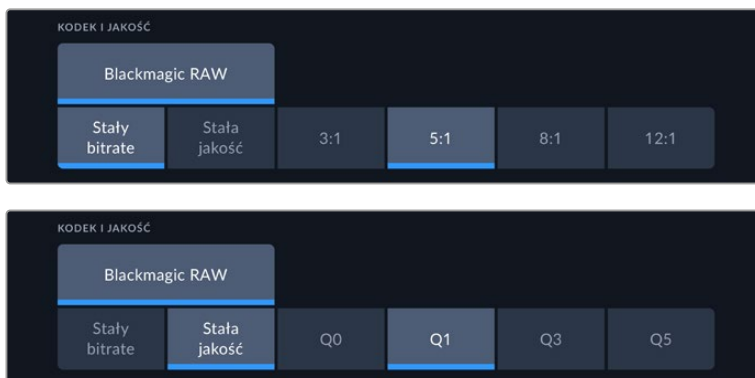 KODEK I JAKOŚĆ
Blackmagic RAW
Stały bitrate
Stała jakość
3:1
5:1
8:1
12:1
KODEK I JAKOŚĆ
Blackmagic RAW
Stały bitrate
Stała jakość
Q0
Q1
Q3
Q5